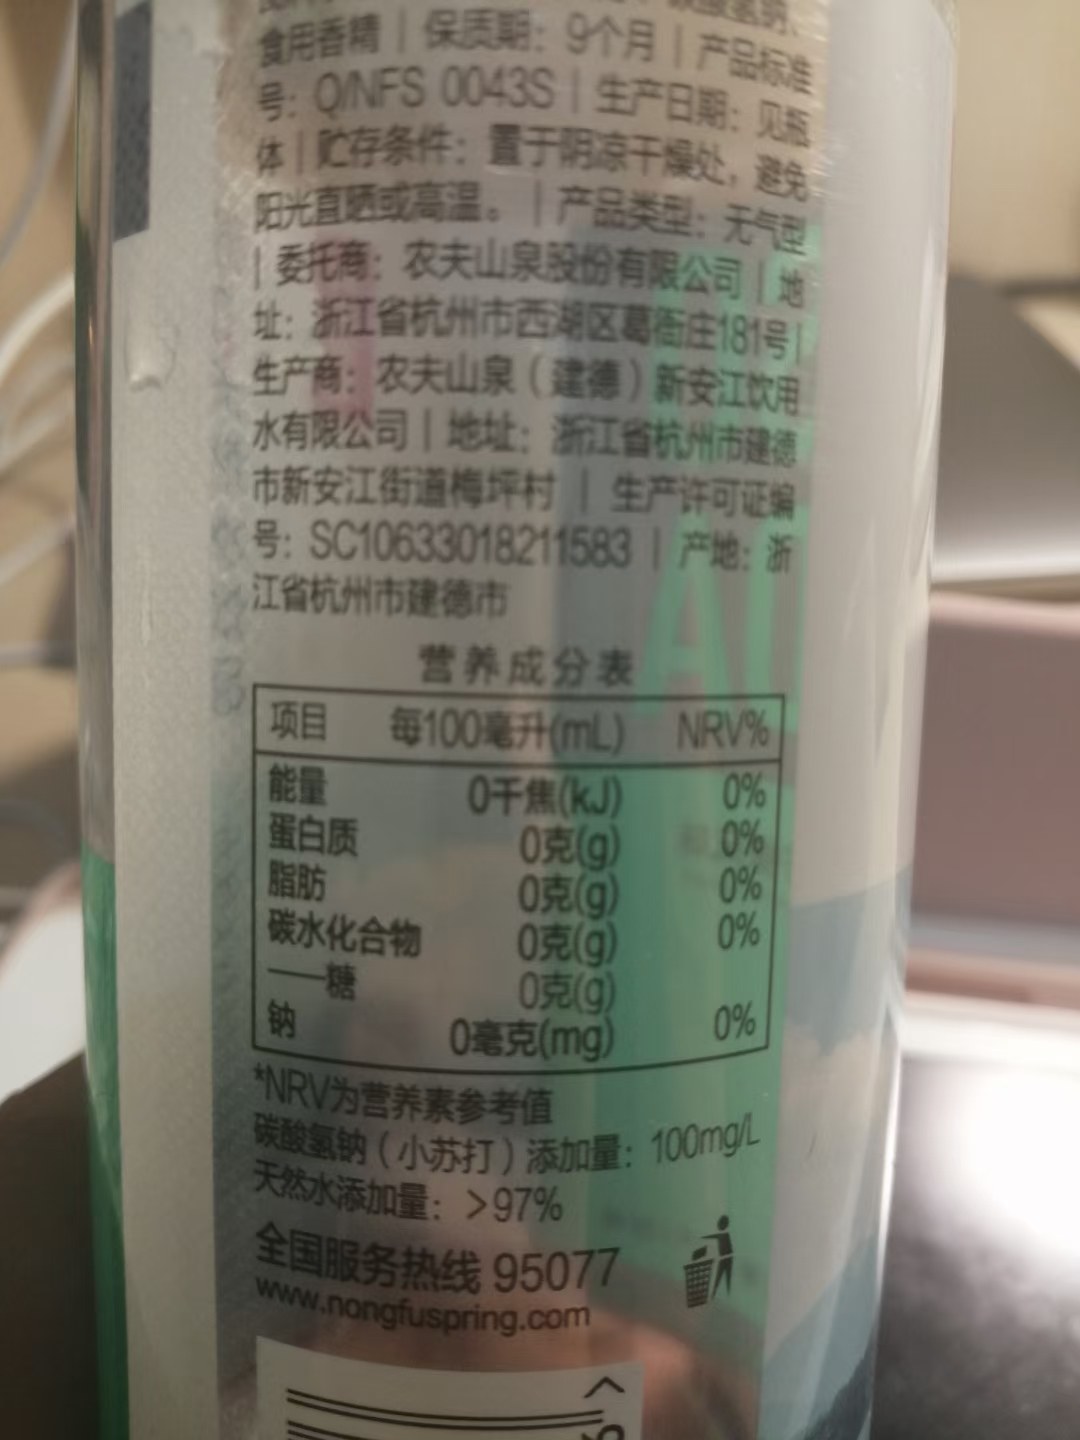 食用香精 | 保质期：9个月 | 产品标准
号：Q/NFS 0043S | 生产日期：见瓶
体 | 贮存条件：置于阴凉干燥处，避免
阳光直晒或高温。 | 产品类型：无气型
| 委托商：农夫山泉股份有限公司 | 地
址：浙江省杭州市西湖区葛衙庄181号 |
生产商：农夫山泉（建德）新安江饮用
水有限公司 | 地址：浙江省杭州市建德
市新安江街道梅坪村 | 生产许可证编
号：SC10633018211583 | 产地：浙
江省杭州市建德市
营养成分表
项目 每100毫升(mL) NRV%
能量 0千焦(kJ) 0%
蛋白质 0克(g) 0%
脂肪 0克(g) 0%
碳水化合物 0克(g) 0%
——糖 0克(g)
钠 0毫克(mg) 0%
*NRV为营养素参考值
碳酸氢钠（小苏打）添加量：100mg/L
天然水添加量：>97%
全国服务热线 95077
www.nongfuspring.com